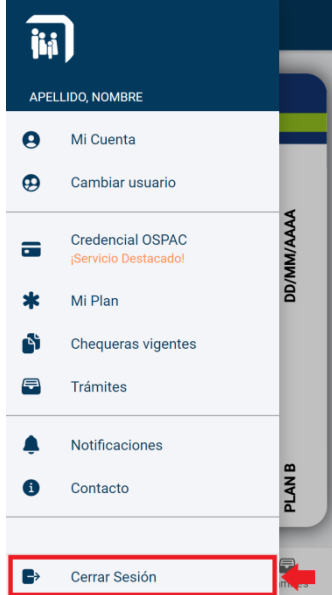 APELLIDO, NOMBRE
Mi Cuenta
Cambiar usuario
Credencial OSPAC
¡Servicio Destacado!
Mi Plan
Chequeras vigentes
Trámites
Notificaciones
Contacto
Cerrar Sesión
DD/MM/AAAA
PLAN B